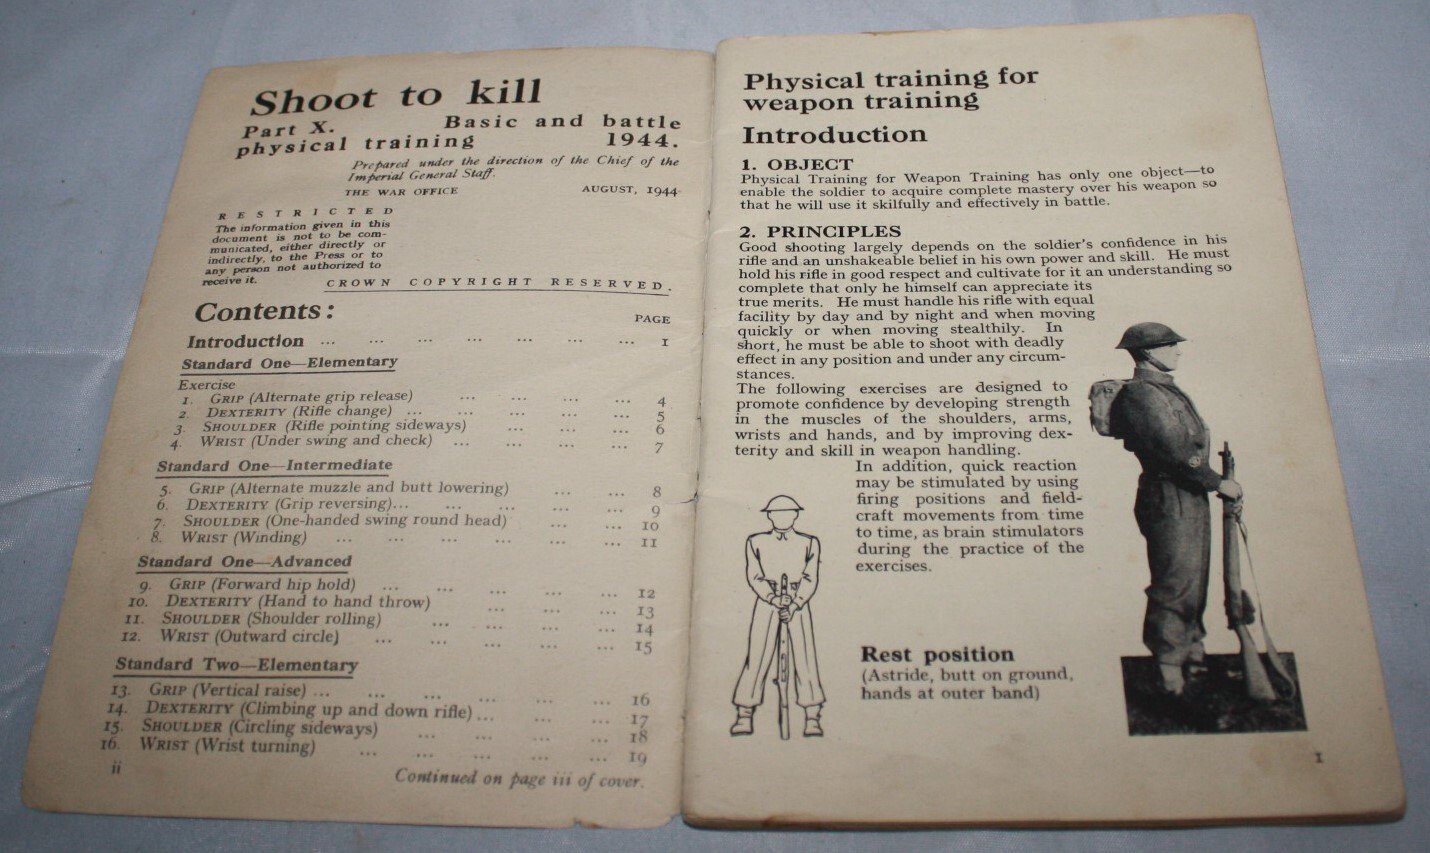 Shoot to kill
Part X. Basic and battle
physical training 1944.
Prepared under the direction of the Chief of the
Imperial General Staff.
THE WAR OFFICE AUGUST, 1944
RESTRICTED
The information given in this
document is not to be com-
municated, either directly or
indirectly, to the Press or to
any person not authorized to
receive it.
CROWN COPYRIGHT RESERVED.
Contents:
PAGE
Introduction ... ... ... ... ... ... ... 1
Standard One—Elementary
Exercise
1. GRIP (Alternate grip release) ... ... ... ... 4
2. DEXTERITY (Rifle change) ... ... ... ... ... 5
3. SHOULDER (Rifle pointing sideways) ... ... ... 6
4. WRIST (Under swing and check) ... ... ... ... 7
Standard One—Intermediate
5. GRIP (Alternate muzzle and butt lowering) ... ... 8
6. DEXTERITY (Grip reversing)... ... ... ... ... 9
7. SHOULDER (One-handed swing round head) ... ... 10
8. WRIST (Winding) ... ... ... ... ... ... 11
Standard One—Advanced
9. GRIP (Forward hip hold) ... ... ... ... ... 12
10. DEXTERITY (Hand to hand throw) ... ... ... 13
11. SHOULDER (Shoulder rolling) ... ... ... ... 14
12. WRIST (Outward circle) ... ... ... ... ... 15
Standard Two—Elementary
13. GRIP (Vertical raise) ... ... ... ... ... ... 16
14. DEXTERITY (Climbing up and down rifle) ... ... ... 17
15. SHOULDER (Circling sideways) ... ... ... ... 18
16. WRIST (Wrist turning) ... ... ... ... ... 19
ii
Continued on page iii of cover.
Physical training for
weapon training
Introduction
1. OBJECT
Physical Training for Weapon Training has only one object—to
enable the soldier to acquire complete mastery over his weapon so
that he will use it skilfully and effectively in battle.
2. PRINCIPLES
Good shooting largely depends on the soldier's confidence in his
rifle and an unshakeable belief in his own power and skill. He must
hold his rifle in good respect and cultivate for it an understanding so
complete that only he himself can appreciate its
true merits. He must handle his rifle with equal
facility by day and by night and when moving
quickly or when moving stealthily. In
short, he must be able to shoot with deadly
effect in any position and under any circum-
stances.
The following exercises are designed to
promote confidence by developing strength
in the muscles of the shoulders, arms,
wrists and hands, and by improving dex-
terity and skill in weapon handling.
In addition, quick reaction
may be stimulated by using
firing positions and field-
craft movements from time
to time, as brain stimulators
during the practice of the
exercises.
Rest position
(Astride, butt on ground,
hands at outer band)
1